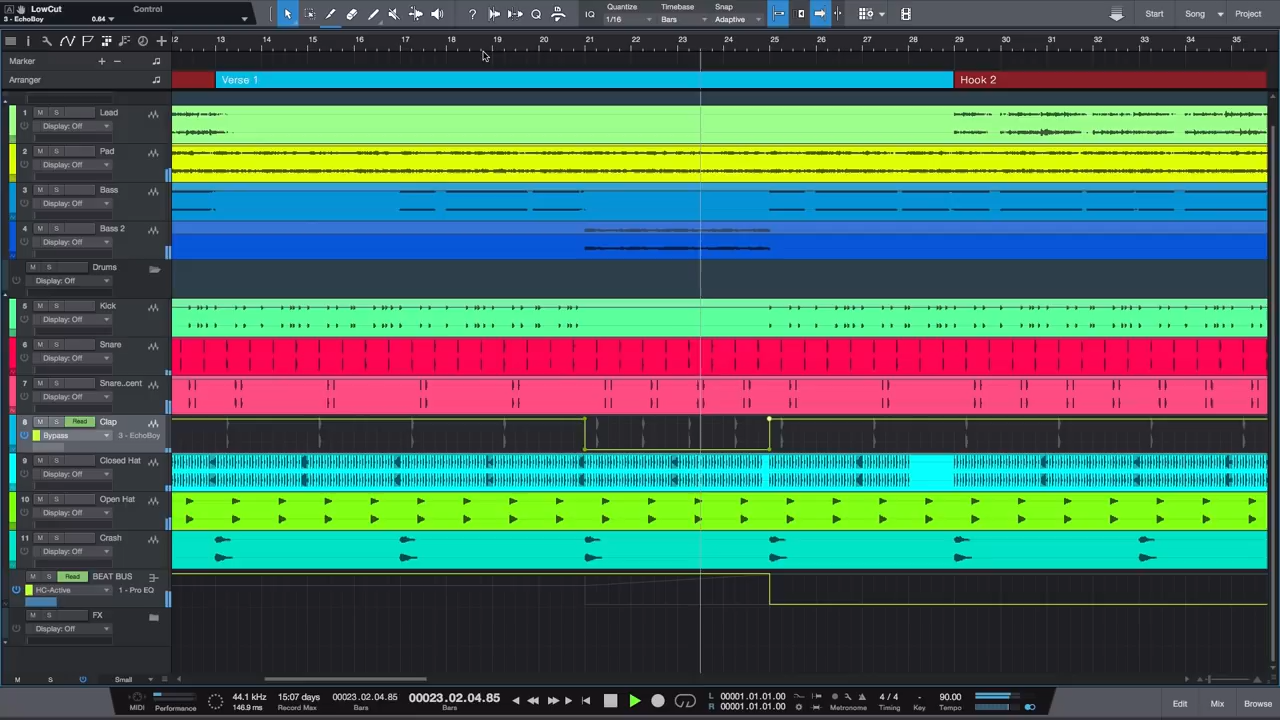 LowCut
Control
3 - EchoBoy
0.64
IQ
Quantize
1/16
Timebase
Bars
Snap
Adaptive
Start
Song
Project
12 13 14 15 16 17 18 19 20 21 22 23 24 25 26 27 28 29 30 31 32 33 34 35
Marker
Arranger
Verse 1
Hook 2
1 M S Lead
Display: Off
2 M S Pad
Display: Off
3 M S Bass
Display: Off
4 M S Bass 2
Display: Off
M S Drums
Display: Off
5 M S Kick
Display: Off
6 M S Snare
Display: Off
7 M S Snare..cent
Display: Off
8 M S Read Clap
Bypass 3 - EchoBoy
9 M S Closed Hat
Display: Off
10 M S Open Hat
Display: Off
11 M S Crash
Display: Off
M S Read BEAT BUS
HC-Active 1 - Pro EQ
M S FX
Display: Off
M S Small
MIDI
Performance
44.1 kHz
146.9 ms
15:07 days
Record Max
00023.02.04.85
Bars
00023.02.04.85
Bars
L 00001.01.01.00
R 00001.01.01.00
Metronome
4 / 4
Timing
-
Key
90.00
Tempo
Edit
Mix
Browse